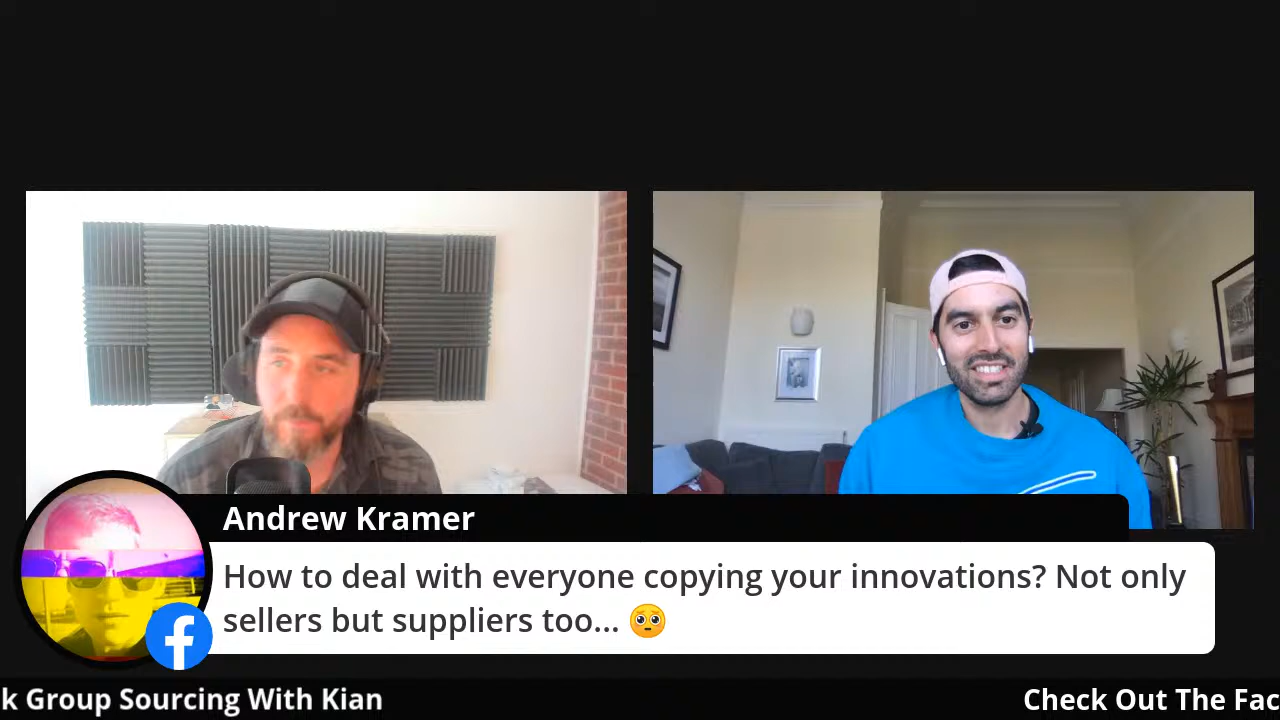 Andrew Kramer
How to deal with everyone copying your innovations? Not only
sellers but suppliers too... 🥺
k Group Sourcing With Kian
Check Out The Fac